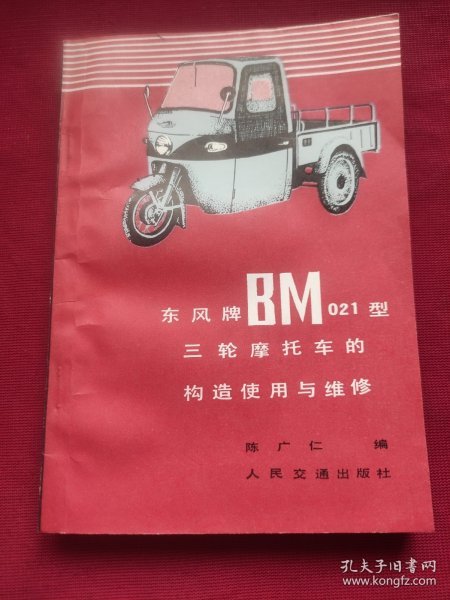 东风牌BM021型
三轮摩托车的
构造使用与维修
陈广仁 编
人民交通出版社
孔夫子旧书网
www.kongfz.com